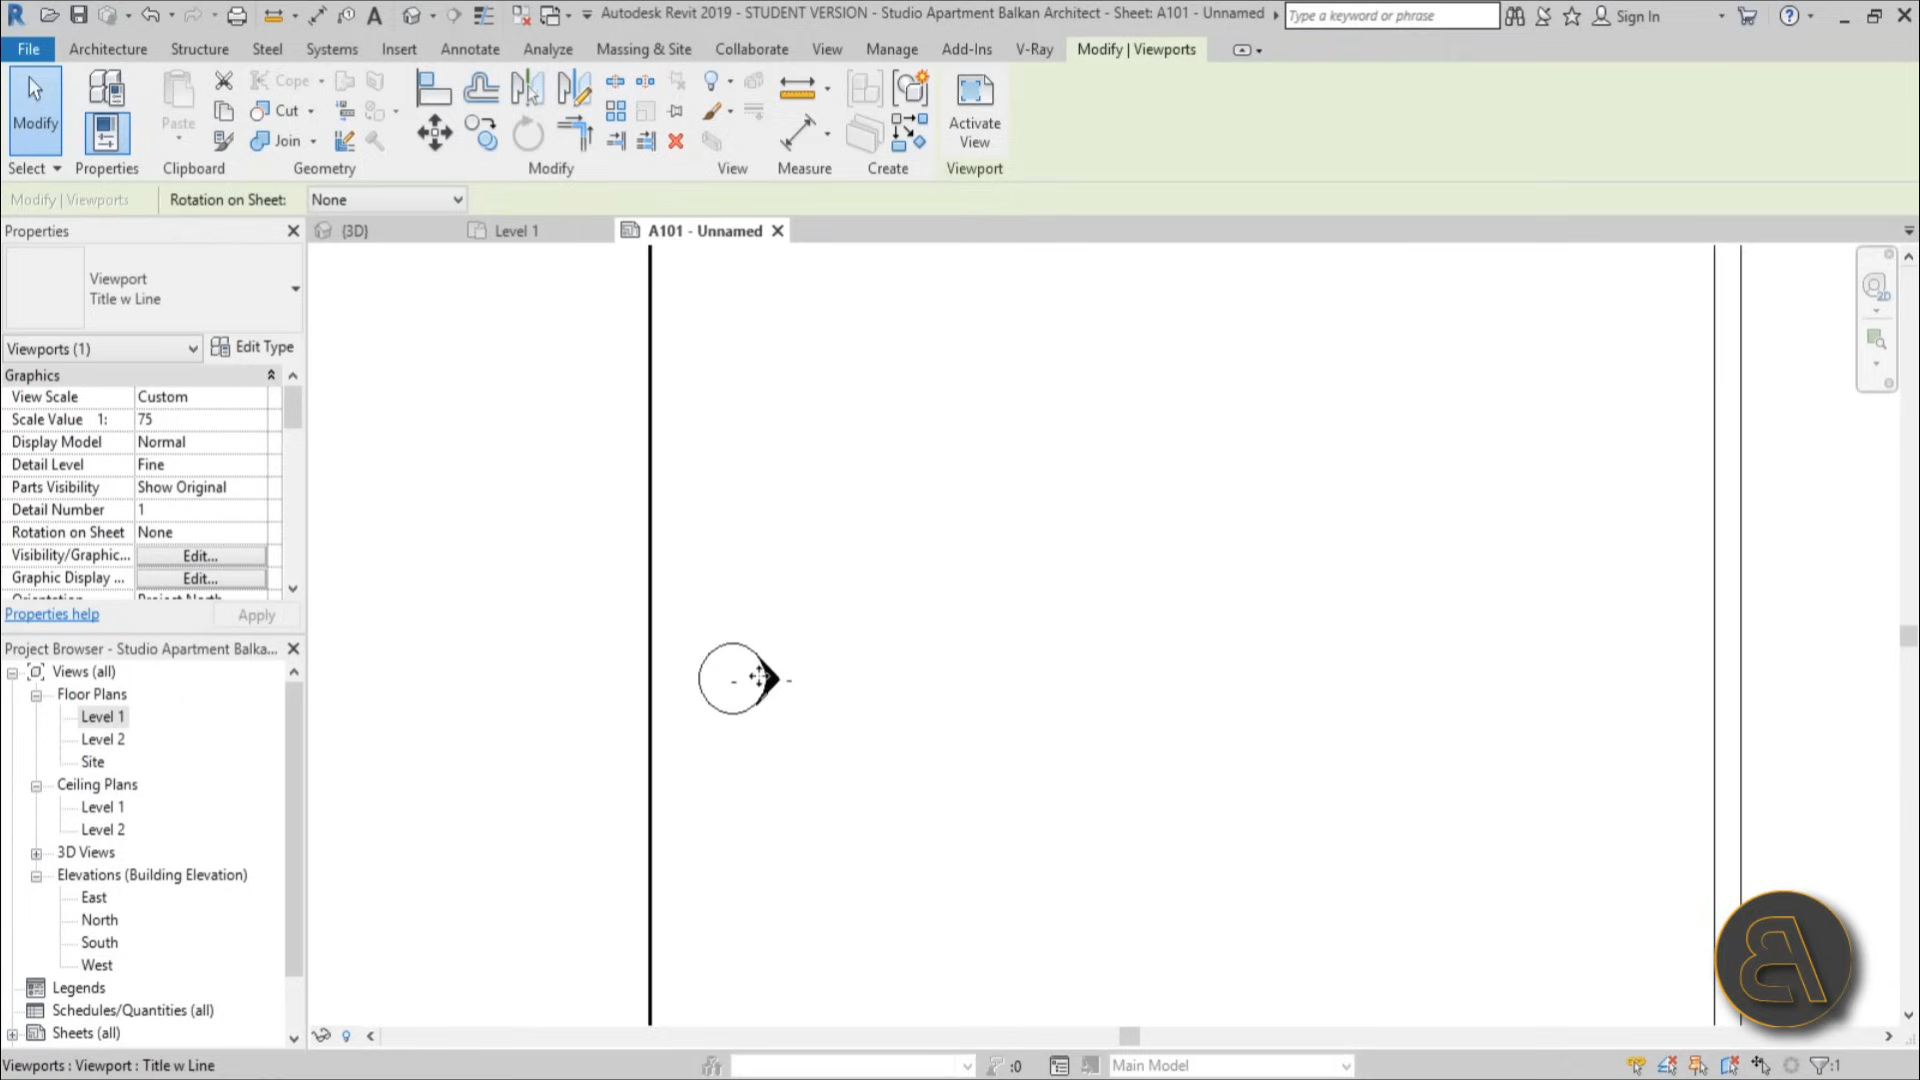 Autodesk Revit 2019 - STUDENT VERSION - Studio Apartment Balkan Architect - Sheet: A101 - Unnamed
Type a keyword or phrase
Sign In
File Architecture Structure Steel Systems Insert Annotate Analyze Massing & Site Collaborate View Manage Add-Ins V-Ray Modify | Viewports
Modify
Paste
Cope
Cut
Join
Activate
View
Select Properties Clipboard Geometry Modify View Measure Create Viewport
Modify | Viewports Rotation on Sheet: None
Properties
{3D} Level 1 A101 - Unnamed
Viewport
Title w Line
Viewports (1) Edit Type
Graphics
View Scale Custom
Scale Value 1: 75
Display Model Normal
Detail Level Fine
Parts Visibility Show Original
Detail Number 1
Rotation on Sheet None
Visibility/Graphic... Edit...
Graphic Display ... Edit...
Orientation Project North
Properties help Apply
Project Browser - Studio Apartment Balka...
Views (all)
Floor Plans
Level 1
Level 2
Site
Ceiling Plans
Level 1
Level 2
3D Views
Elevations (Building Elevation)
East
North
South
West
Legends
Schedules/Quantities (all)
Sheets (all)
Viewports : Viewport : Title w Line :0 Main Model :1